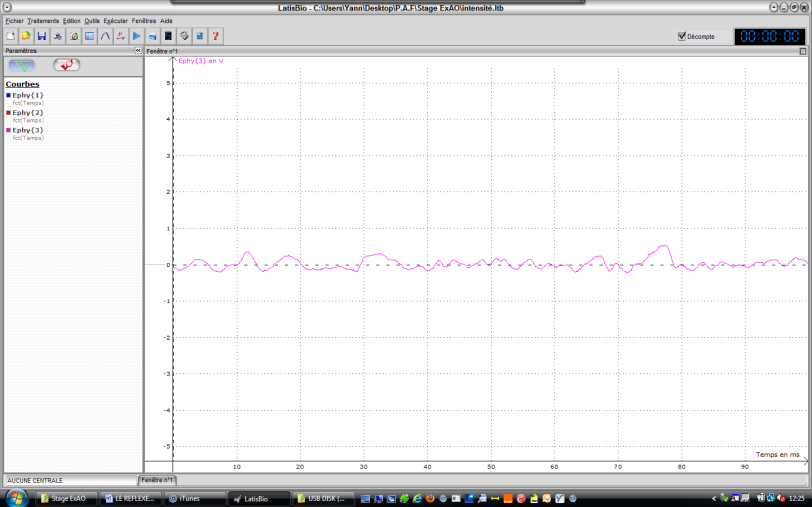 LatisBio - C:\Users\Yann\Desktop\P.A.F\Stage ExAO\intensité.ltb
Fichier Traitements Edition Outils Exécuter Fenêtres Aide
Décompte
00:00:00
Paramètres
Fenêtre n°1
Courbes
Ephy{1}
fct(Temps)
Ephy{2}
fct(Temps)
Ephy{3}
fct(Temps)
Ephy{3} en V
5
4
3
2
1
0
-1
-2
-3
-4
-5
Temps en ms
10 20 30 40 50 60 70 80 90
AUCUNE CENTRALE
Fenêtre n°1
Stage ExAO
LE REFLEXE...
iTunes
LatisBio
USB DISK (...
12:25